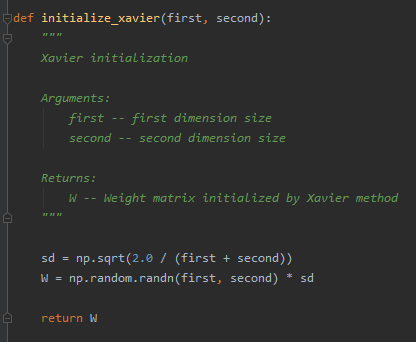 def initialize_xavier(first, second):
    """
    Xavier initialization

    Arguments:
        first -- first dimension size
        second -- second dimension size

    Returns:
        W -- Weight matrix initialized by Xavier method
    """

    sd = np.sqrt(2.0 / (first + second))
    W = np.random.randn(first, second) * sd

    return W